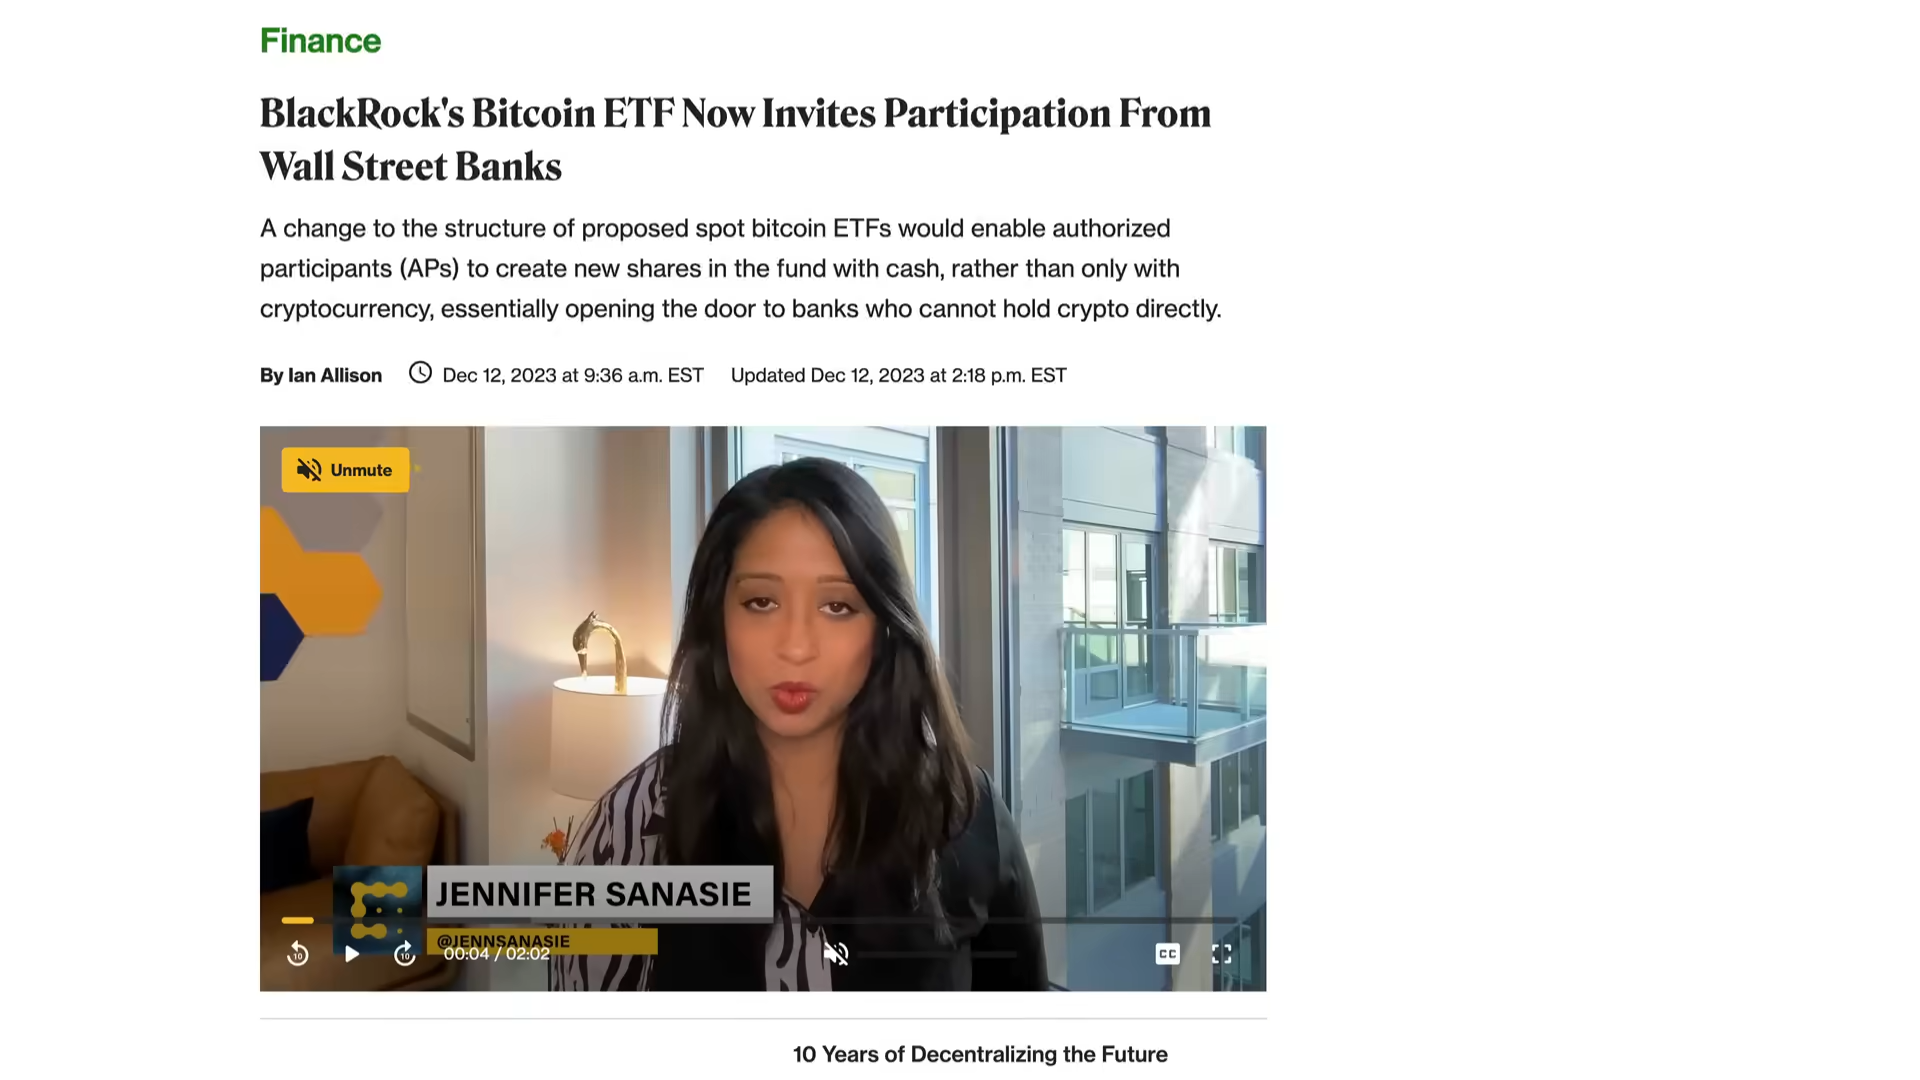 Finance
BlackRock's Bitcoin ETF Now Invites Participation From
Wall Street Banks
A change to the structure of proposed spot bitcoin ETFs would enable authorized
participants (APs) to create new shares in the fund with cash, rather than only with
cryptocurrency, essentially opening the door to banks who cannot hold crypto directly.
By Ian Allison Dec 12, 2023 at 9:36 a.m. EST Updated Dec 12, 2023 at 2:18 p.m. EST
Unmute
JENNIFER SANASIE
@JENNSANASIE
10 10 00:04 / 02:02 CC
10 Years of Decentralizing the Future